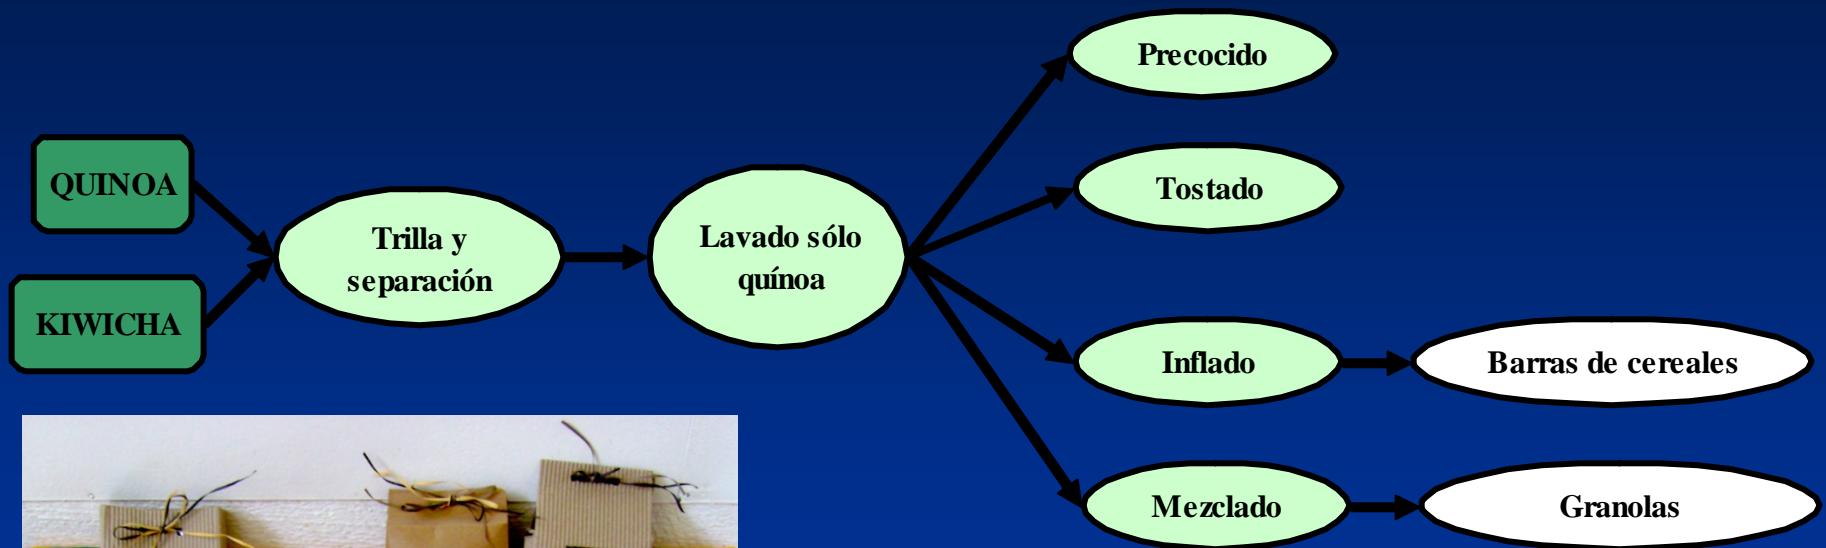 QUINOA
KIWICHA
Trilla y
separación
Lavado sólo
quínoa
Precocido
Tostado
Inflado
Barras de cereales
Mezclado
Granolas